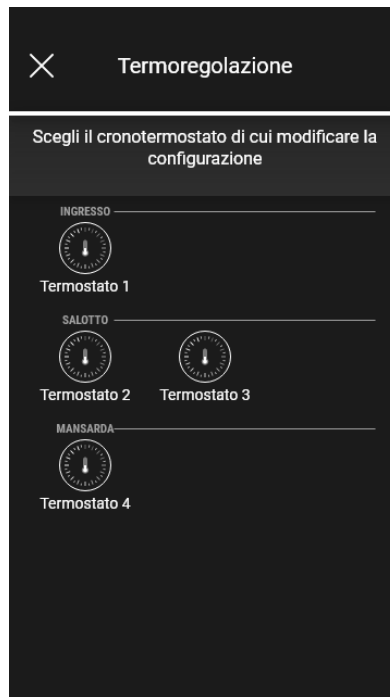 Termoregolazione
Scegli il cronotermostato di cui modificare la
configurazione
INGRESSO
Termostato 1
SALOTTO
Termostato 2 Termostato 3
MANSARDA
Termostato 4